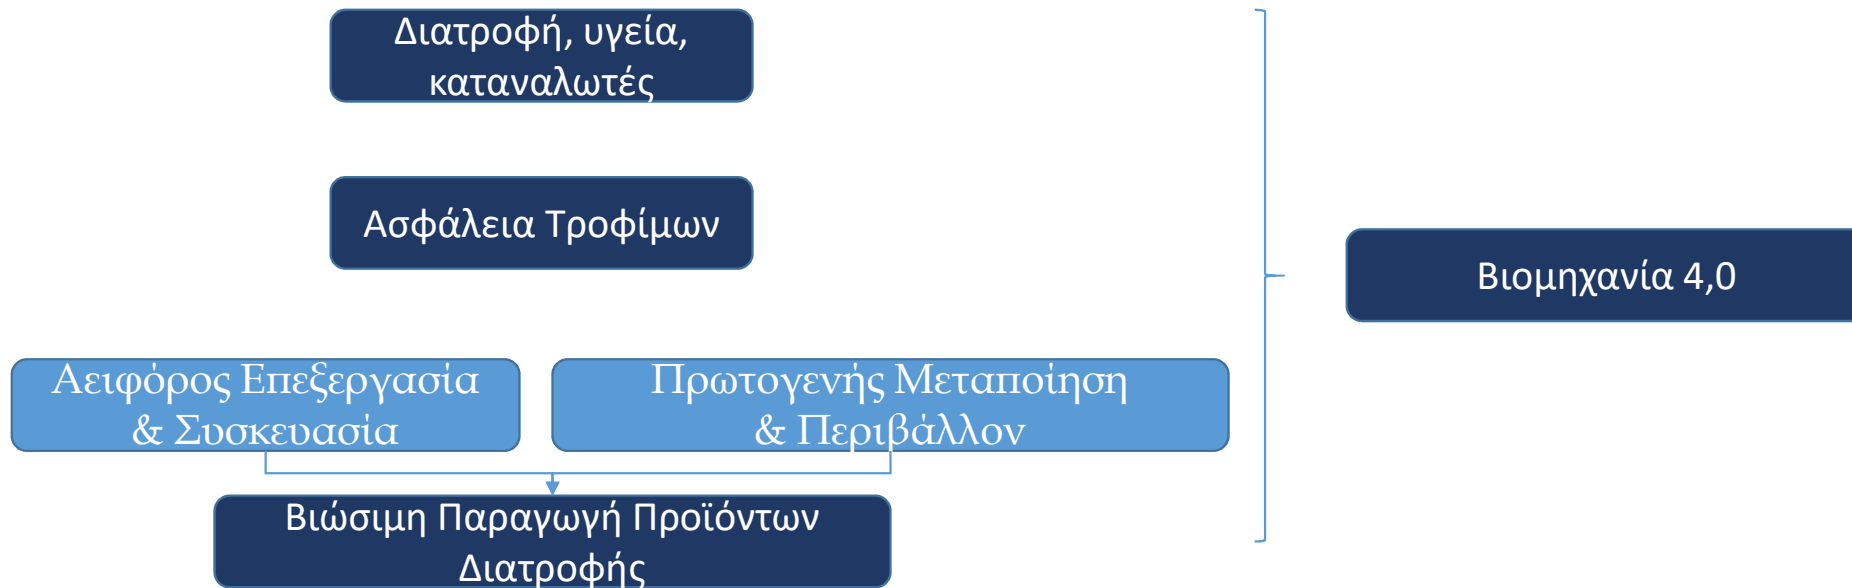 Διατροφή, υγεία,
καταναλωτές
Ασφάλεια Τροφίμων
Βιομηχανία 4,0
Αειφόρος Επεξεργασία
& Συσκευασία
Πρωτογενής Μεταποίηση
& Περιβάλλον
Βιώσιμη Παραγωγή Προϊόντων
Διατροφής